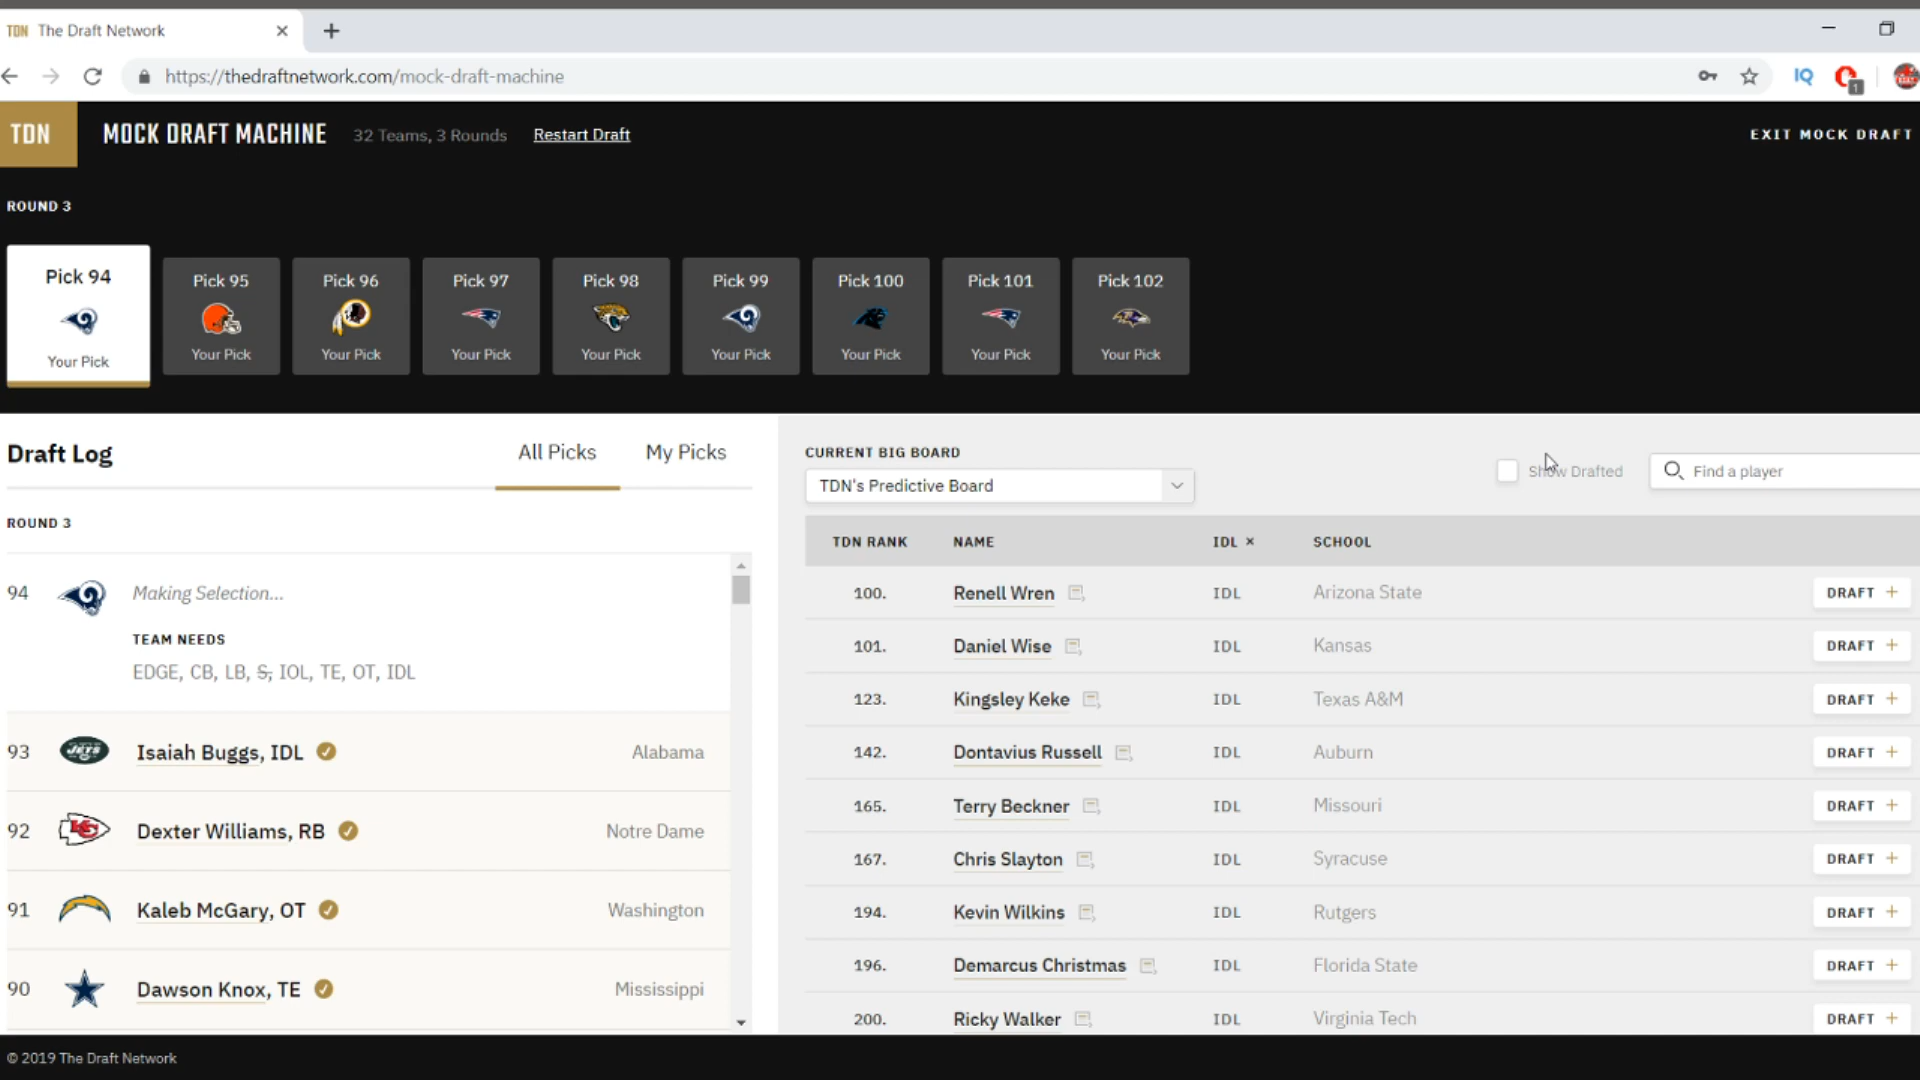 TDN The Draft Network
https://thedraftnetwork.com/mock-draft-machine
IQ
1
TDN MOCK DRAFT MACHINE 32 Teams, 3 Rounds Restart Draft EXIT MOCK DRAFT
ROUND 3
Pick 94 Pick 95 Pick 96 Pick 97 Pick 98 Pick 99 Pick 100 Pick 101 Pick 102
Your Pick Your Pick Your Pick Your Pick Your Pick Your Pick Your Pick Your Pick Your Pick
Draft Log All Picks My Picks
ROUND 3
94 Making Selection...
TEAM NEEDS
EDGE, CB, LB, S, IOL, TE, OT, IDL
93 JETS Isaiah Buggs, IDL Alabama
92 KC Dexter Williams, RB Notre Dame
91 Kaleb McGary, OT Washington
90 Dawson Knox, TE Mississippi
CURRENT BIG BOARD
TDN's Predictive Board Show Drafted Find a player
TDN RANK NAME IDL × SCHOOL
100. Renell Wren IDL Arizona State DRAFT +
101. Daniel Wise IDL Kansas DRAFT +
123. Kingsley Keke IDL Texas A&M DRAFT +
142. Dontavius Russell IDL Auburn DRAFT +
165. Terry Beckner IDL Missouri DRAFT +
167. Chris Slayton IDL Syracuse DRAFT +
194. Kevin Wilkins IDL Rutgers DRAFT +
196. Demarcus Christmas IDL Florida State DRAFT +
200. Ricky Walker IDL Virginia Tech DRAFT +
© 2019 The Draft Network